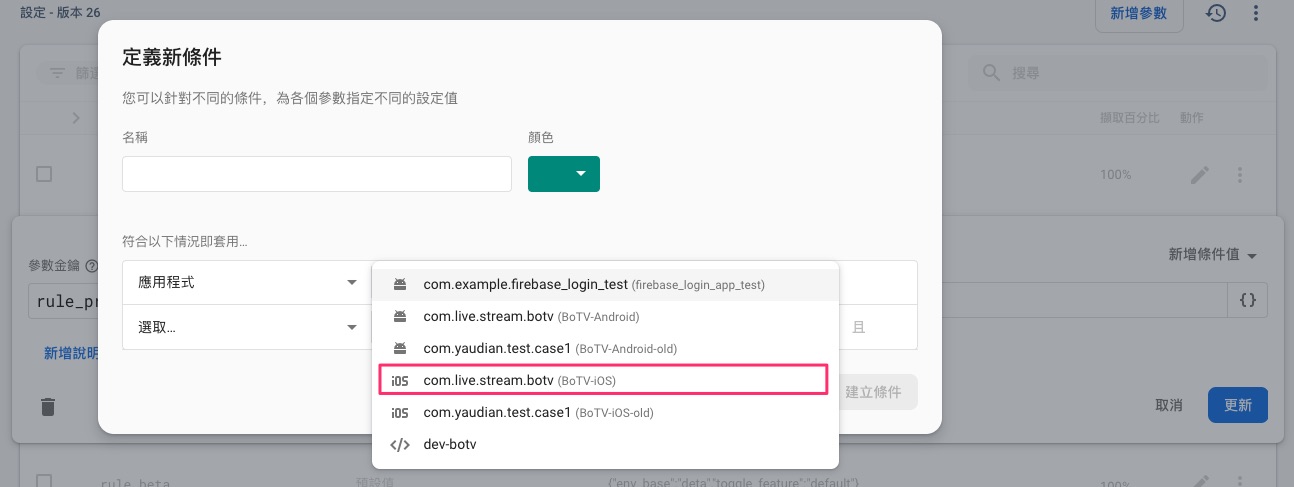 設定 - 版本 26
新增參數
定義新條件
您可以針對不同的條件，為各個參數指定不同的設定值
搜尋
名稱
顏色
擷取百分比
動作
100%
符合以下情況即套用...
新增條件值
參數金鑰
應用程式
com.example.firebase_login_test (firebase_login_app_test)
rule_pr
com.live.stream.botv (BoTV-Android)
選取...
且
新增說明
com.yaudian.test.case1 (BoTV-Android-old)
iOS com.live.stream.botv (BoTV-iOS)
建立條件
取消
更新
iOS com.yaudian.test.case1 (BoTV-iOS-old)
dev-botv
rule_beta
預設值
{"env_base":"deta","toggle_feature":"default"}
100%